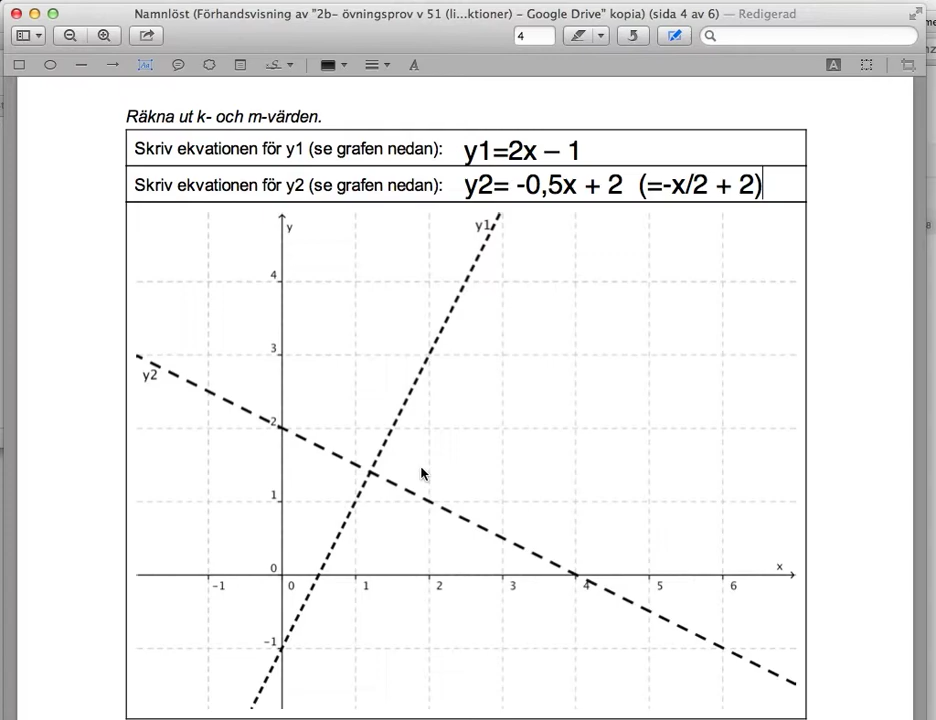 Namnlöst (Förhandsvisning av "2b– övningsprov v 51 (li...ktioner) – Google Drive" kopia) (sida 4 av 6) — Redigerad
4
Räkna ut k- och m-värden.
Skriv ekvationen för y1 (se grafen nedan): y1=2x – 1
Skriv ekvationen för y2 (se grafen nedan): y2= -0,5x + 2 (=-x/2 + 2)
y
y1
4
3
y2
2
1
0
x
-1
0
1
2
3
4
5
6
-1